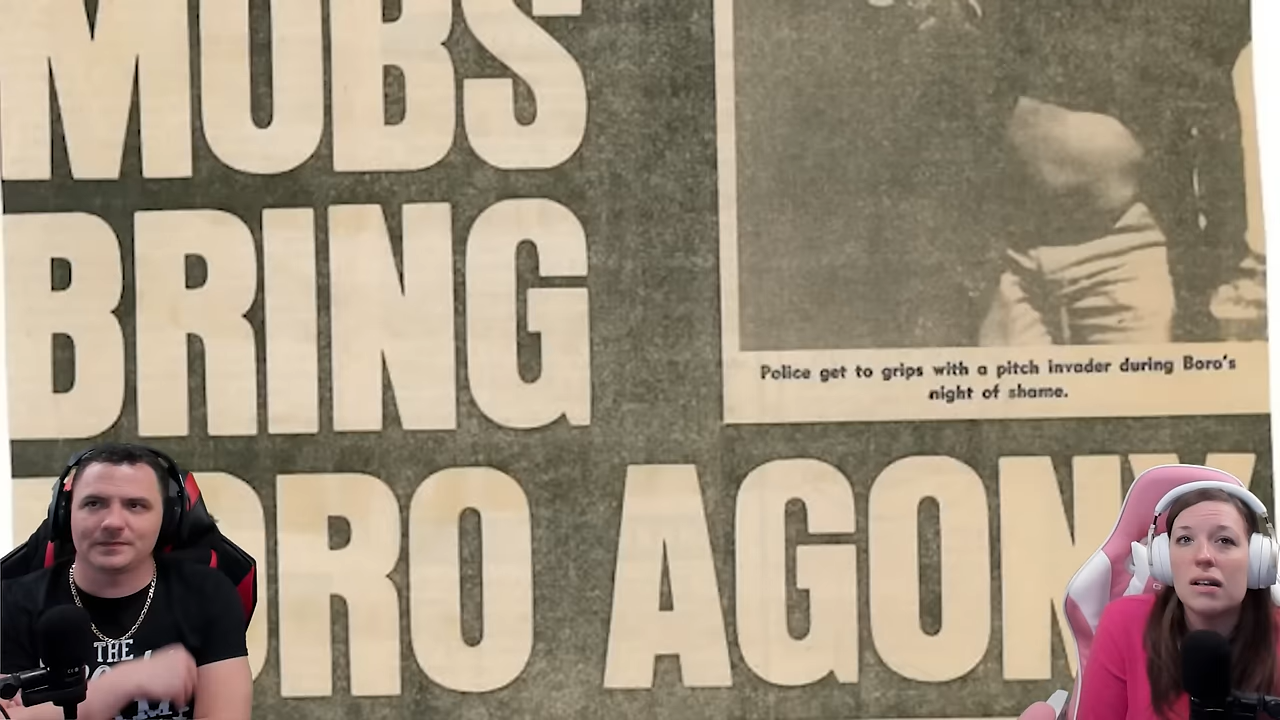 MOBS
BRING
BORO AGONY
Police get to grips with a pitch invader during Boro's
night of shame.
THE